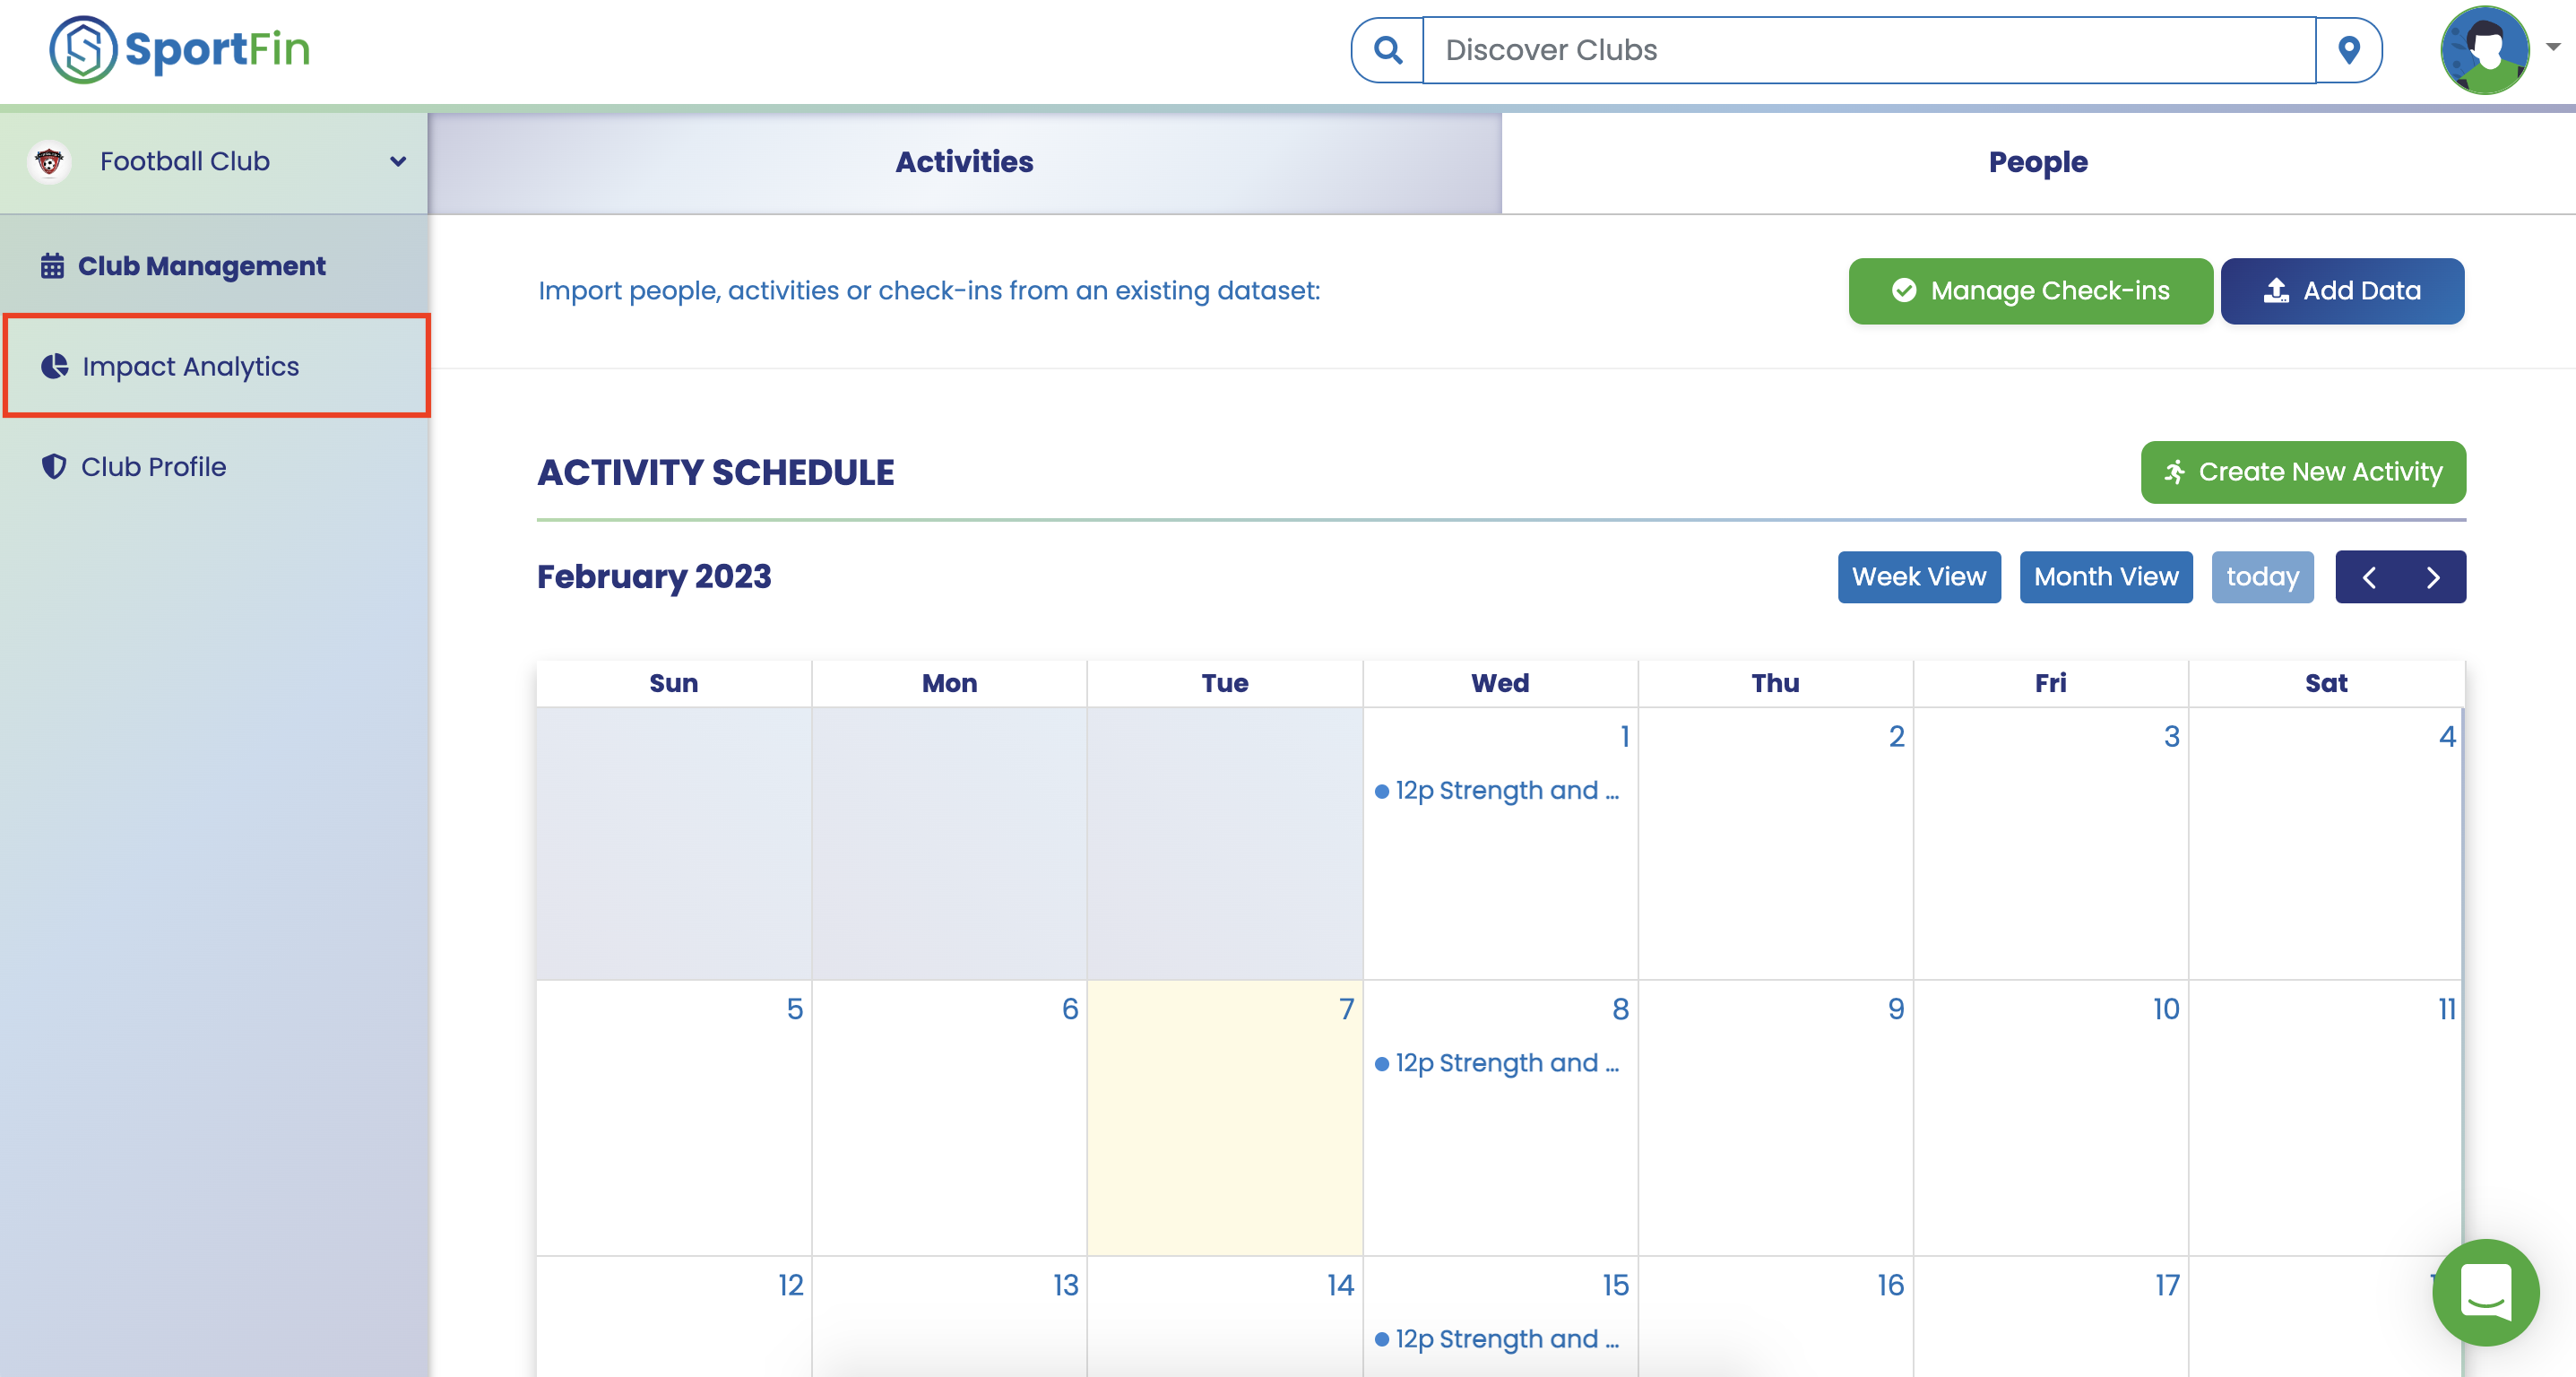 SportFin
Discover Clubs
Football Club
Activities
People
Club Management
Impact Analytics
Club Profile
Import people, activities or check-ins from an existing dataset:
Manage Check-ins
Add Data
ACTIVITY SCHEDULE
Create New Activity
February 2023
Week View
Month View
today
Sun Mon Tue Wed Thu Fri Sat
1 2 3 4
12p Strength and ...
5 6 7 8 9 10 11
12p Strength and ...
12 13 14 15 16 17
12p Strength and ...